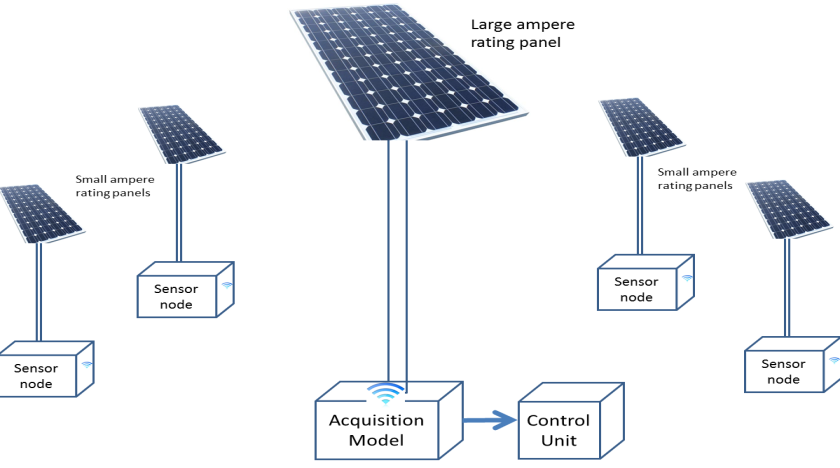 Large ampere
rating panel
Small ampere
rating panels
Small ampere
rating panels
Sensor
node
Sensor
node
Sensor
node
Sensor
node
Acquisition
Model
Control
Unit